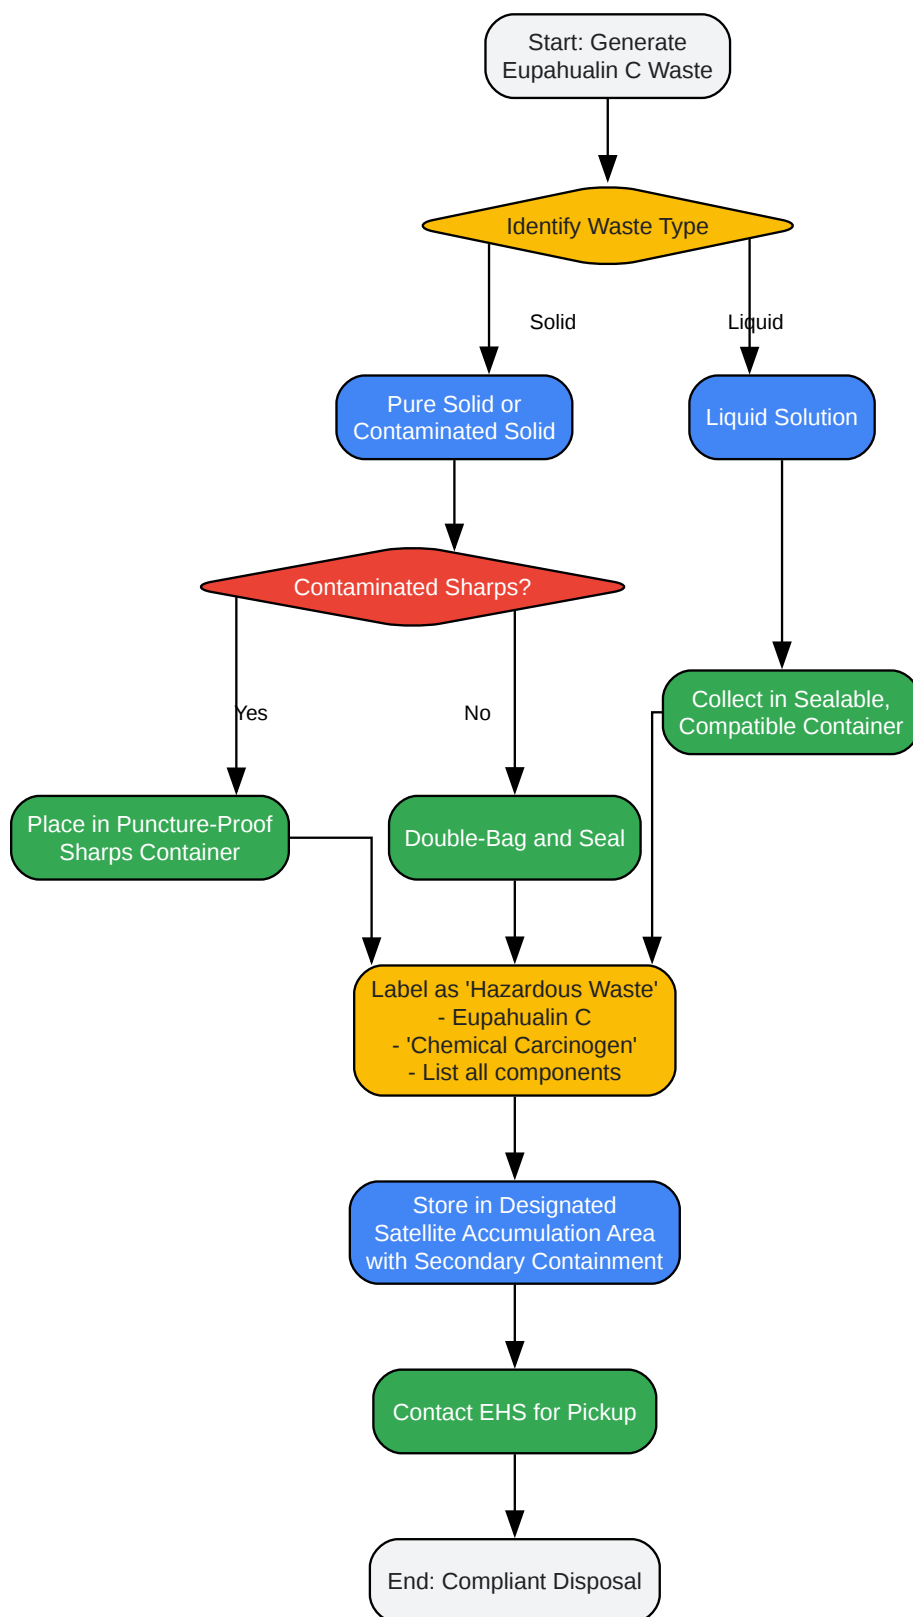 Start: Generate
Eupahualin C Waste
Identify Waste Type
Solid
Liquid
Pure Solid or
Contaminated Solid
Liquid Solution
Contaminated Sharps?
Yes
No
Collect in Sealable,
Compatible Container
Place in Puncture-Proof
Sharps Container
Double-Bag and Seal
Label as 'Hazardous Waste'
- Eupahualin C
- 'Chemical Carcinogen'
- List all components
Store in Designated
Satellite Accumulation Area
with Secondary Containment
Contact EHS for Pickup
End: Compliant Disposal